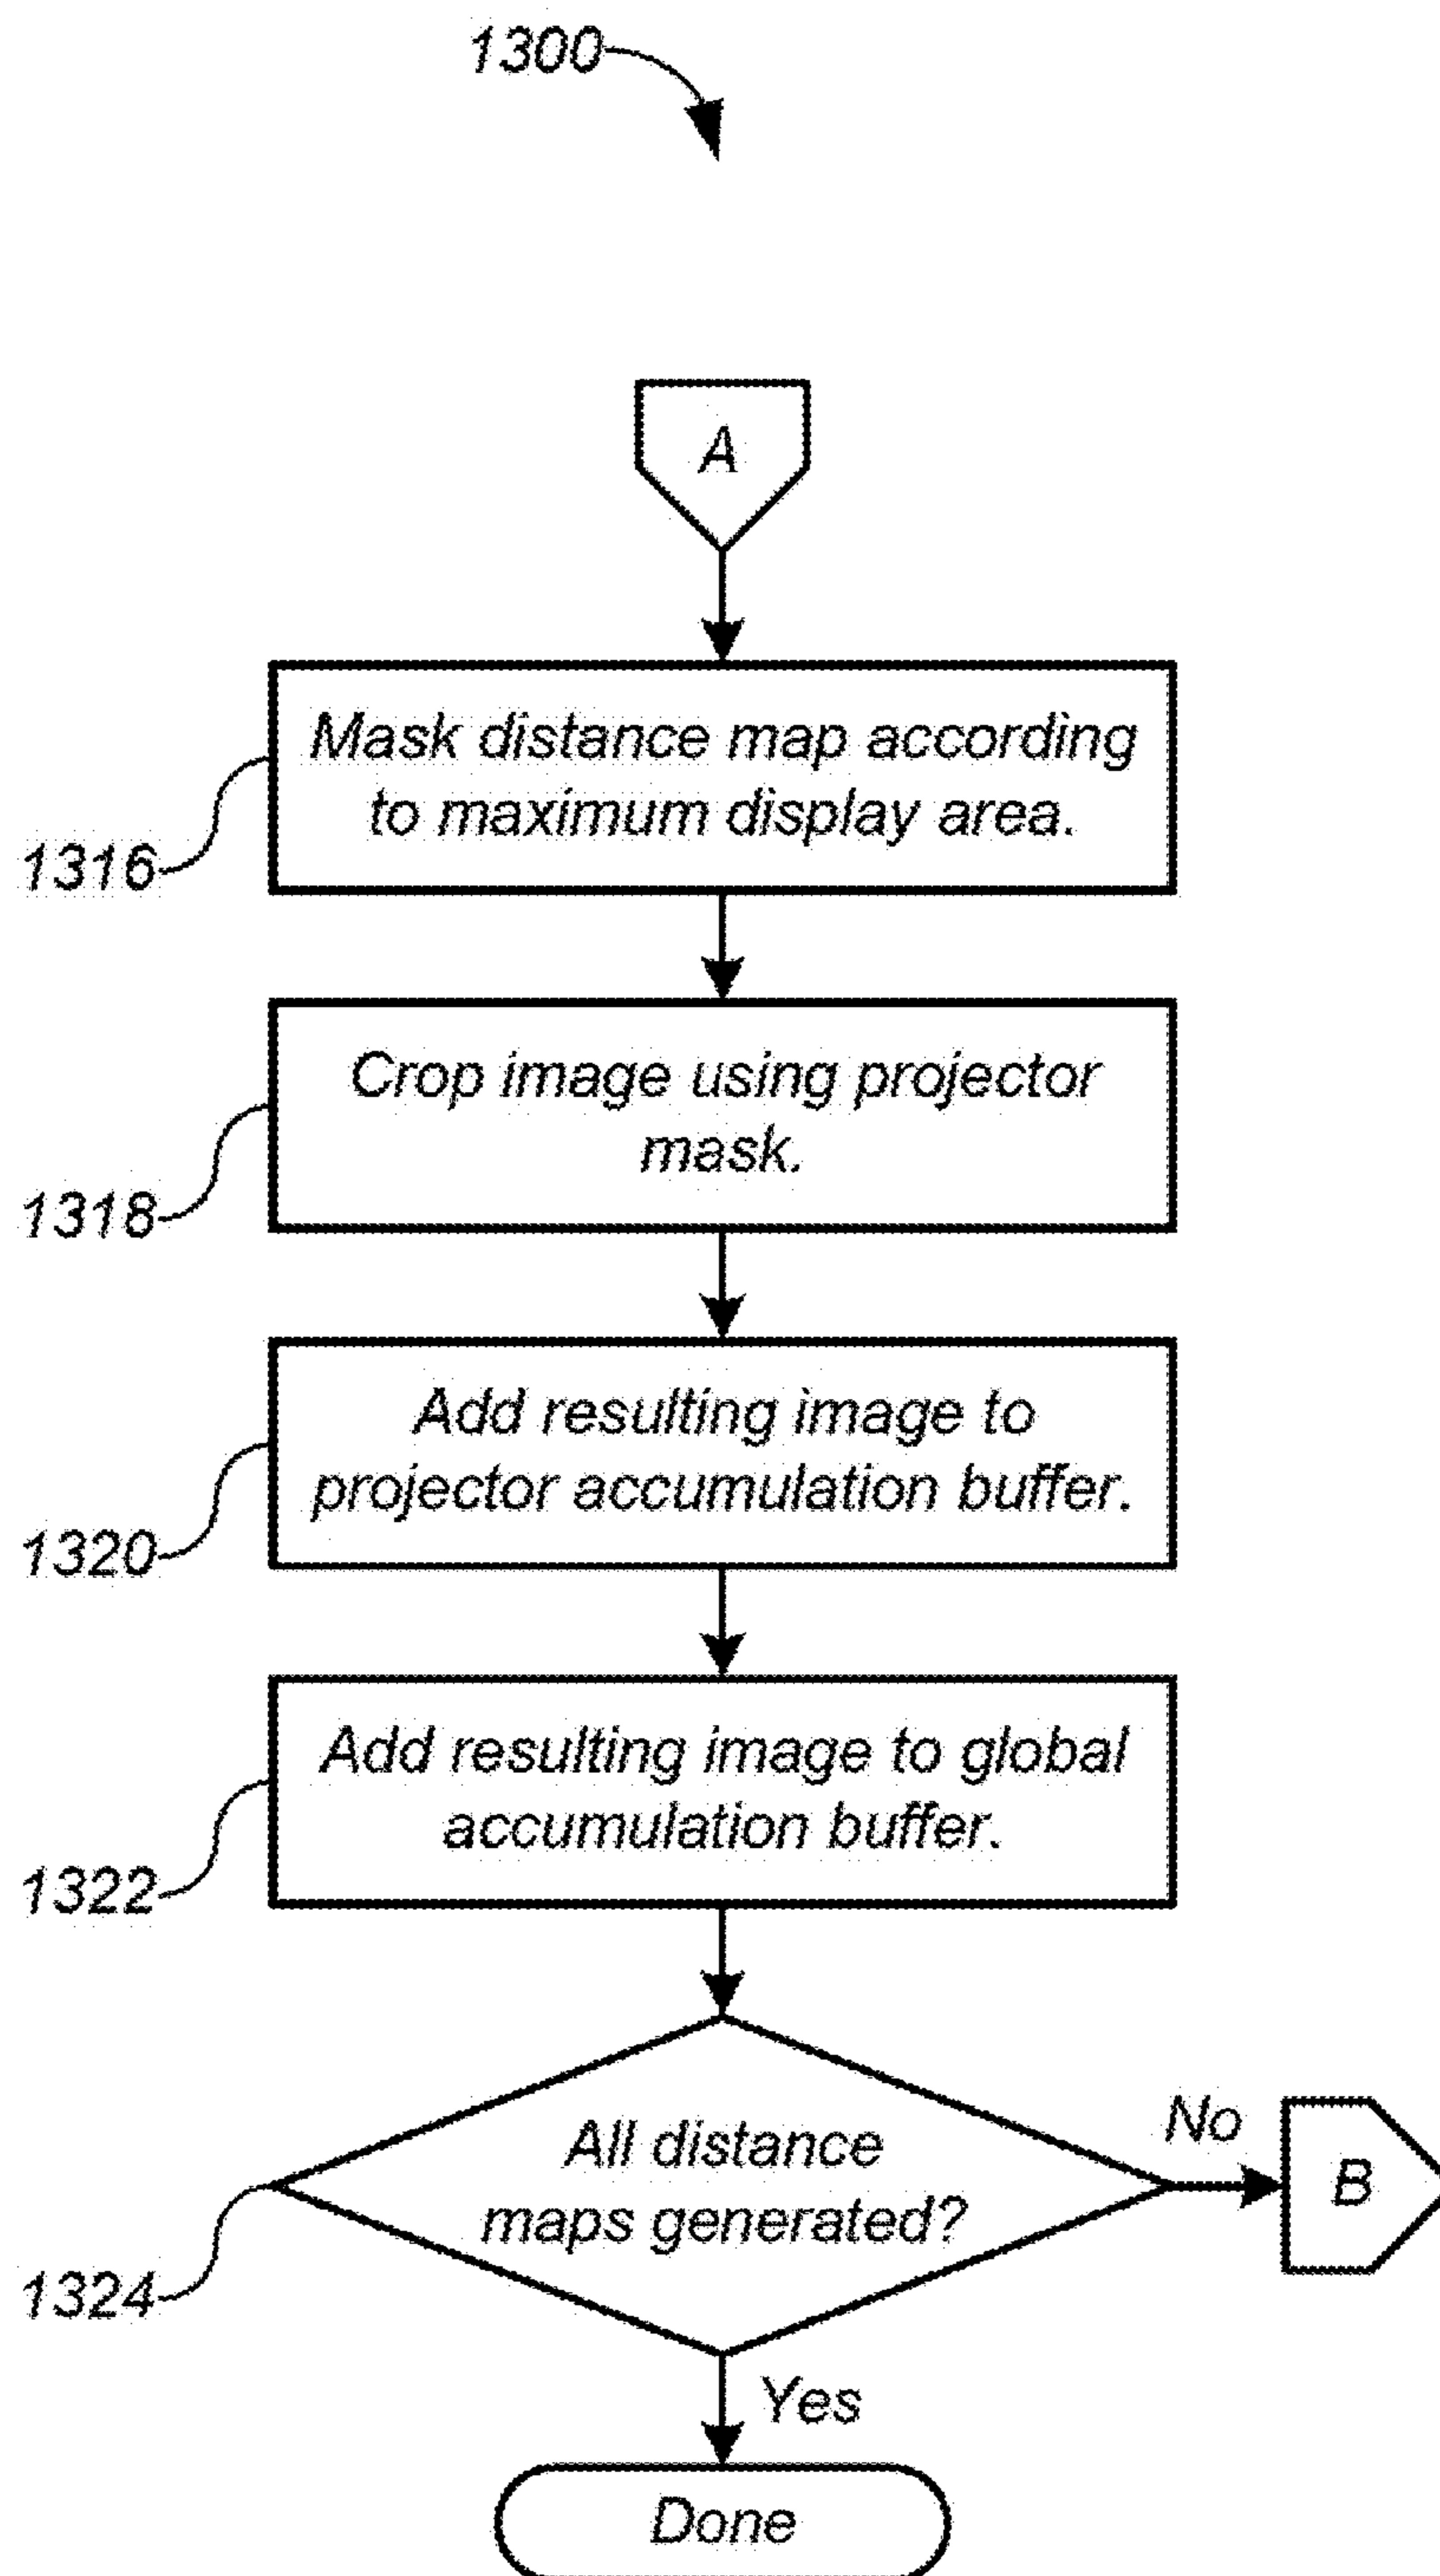 1300
A
Mask distance map according
to maximum display area.
1316
Crop image using projector
mask.
1318
Add resulting image to
projector accumulation buffer.
1320
Add resulting image to global
accumulation buffer.
1322
All distance
maps generated?
No
B
1324
Yes
Done